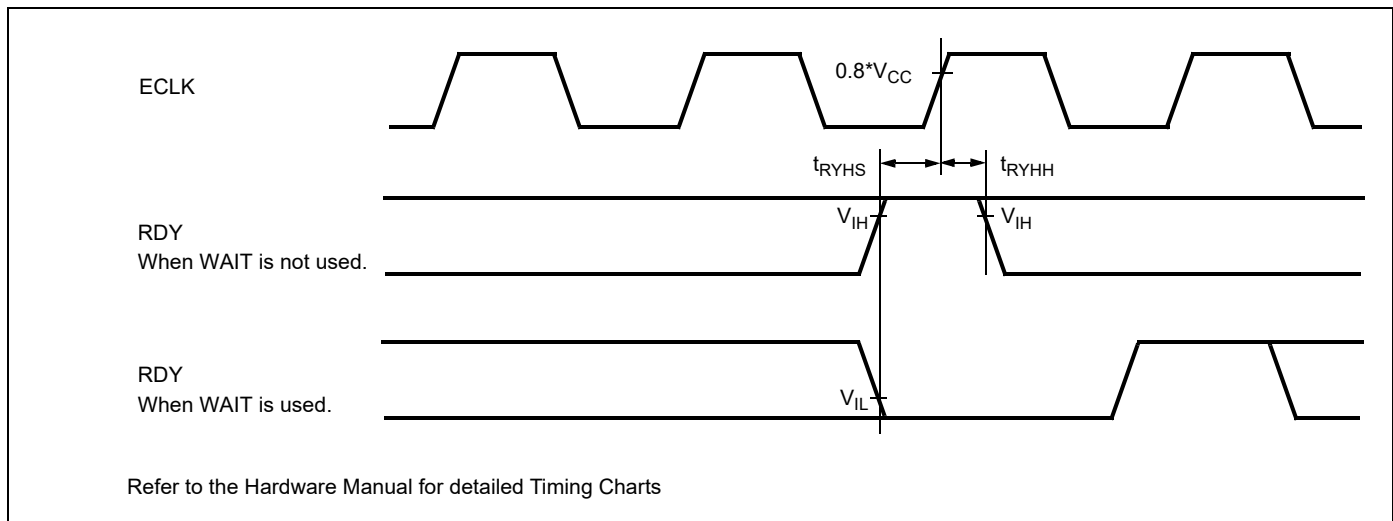 ECLK
0.8*VCC
tRYHS
tRYHH
VIH
VIH
RDY
When WAIT is not used.
RDY
When WAIT is used.
VIL
Refer to the Hardware Manual for detailed Timing Charts